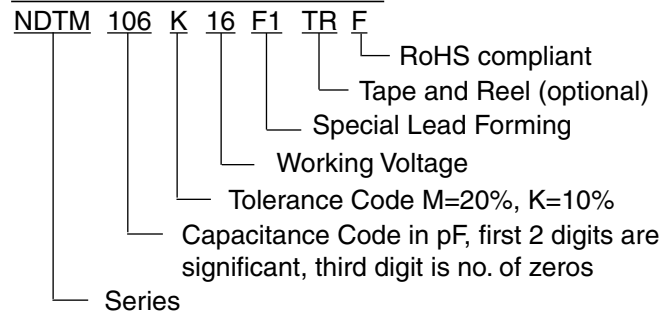 NDTM 106 K 16 F1 TR F
RoHS compliant
Tape and Reel (optional)
Special Lead Forming
Working Voltage
Tolerance Code M=20%, K=10%
Capacitance Code in pF, first 2 digits are
significant, third digit is no. of zeros
Series